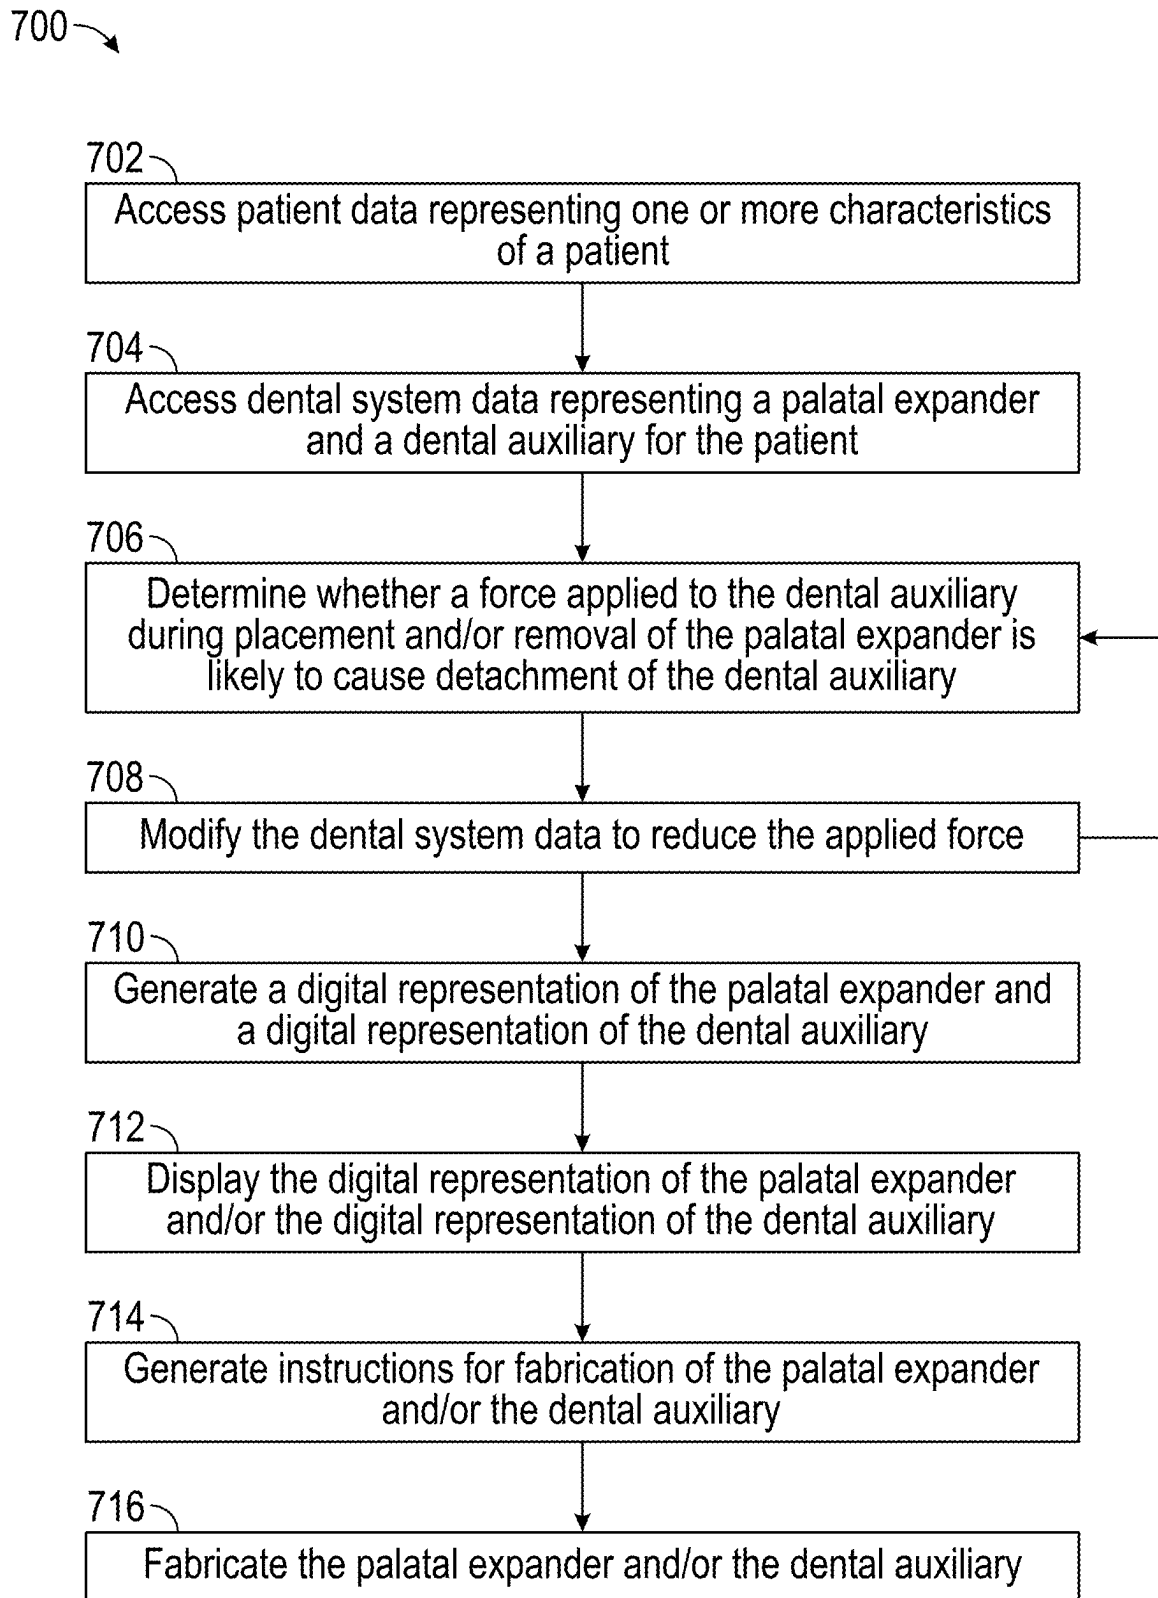 700
702
Access patient data representing one or more characteristics
of a patient
704
Access dental system data representing a palatal expander
and a dental auxiliary for the patient
706
Determine whether a force applied to the dental auxiliary
during placement and/or removal of the palatal expander is
likely to cause detachment of the dental auxiliary
708
Modify the dental system data to reduce the applied force
710
Generate a digital representation of the palatal expander and
a digital representation of the dental auxiliary
712
Display the digital representation of the palatal expander
and/or the digital representation of the dental auxiliary
714
Generate instructions for fabrication of the palatal expander
and/or the dental auxiliary
716
Fabricate the palatal expander and/or the dental auxiliary